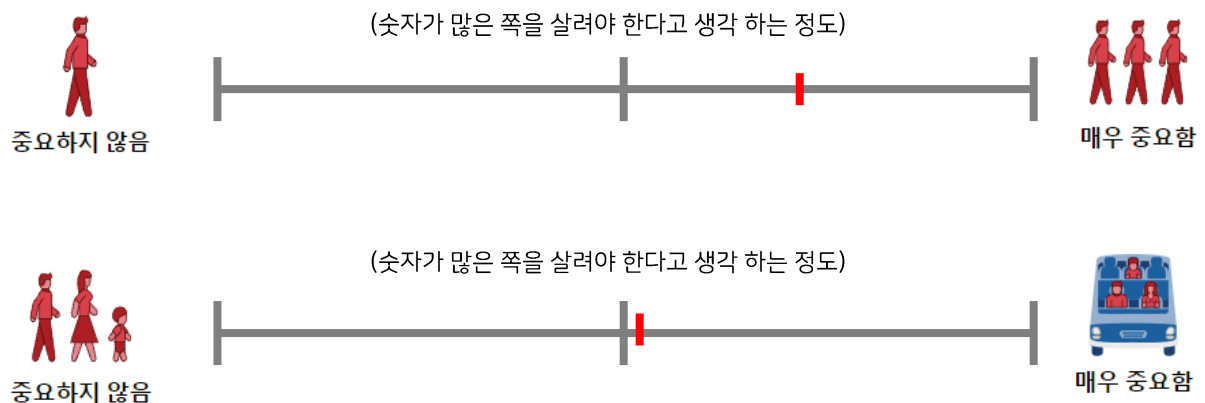 (숫자가 많은 쪽을 살려야 한다고 생각 하는 정도)
중요하지 않음
매우 중요함
(숫자가 많은 쪽을 살려야 한다고 생각 하는 정도)
중요하지 않음
매우 중요함